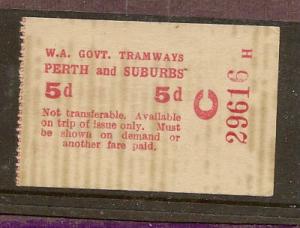 W.A. GOVT. TRAMWAYS
PERTH and SUBURBS
5d 5d
Not transferable. Available
on trip of issue only. Must
be shown on demand or
another fare paid.
C
29616 H